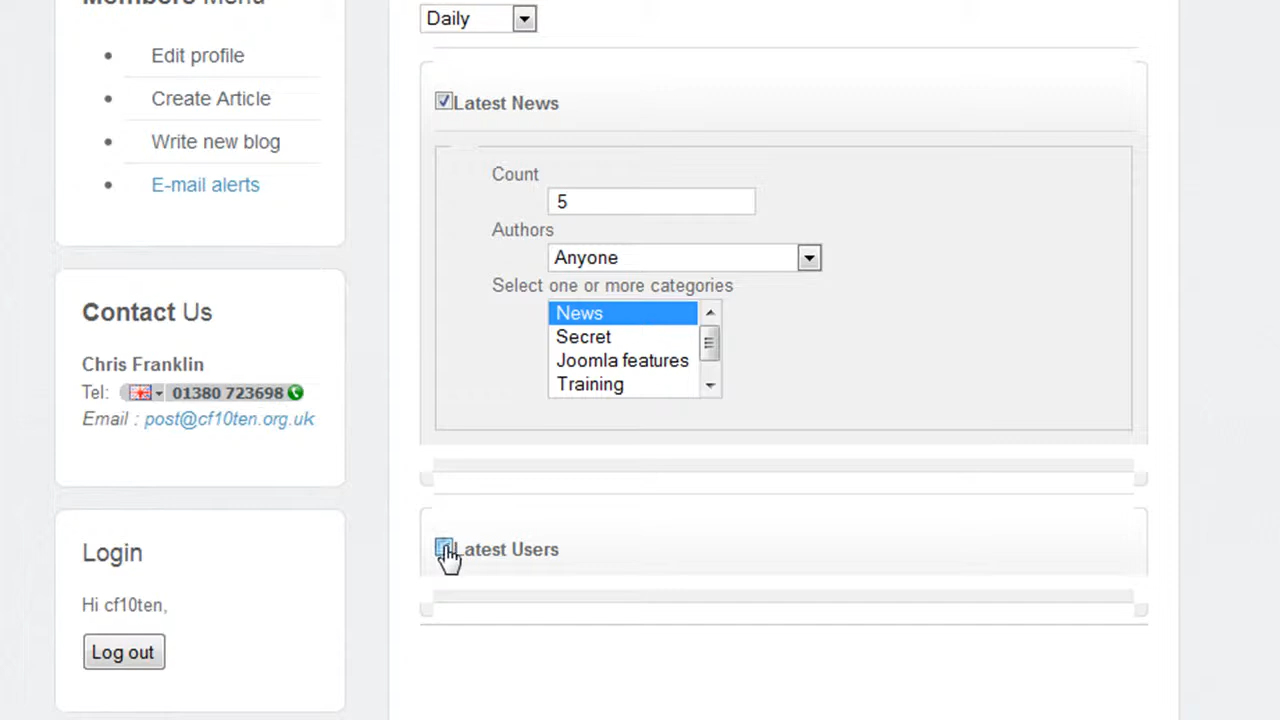 Members Menu
Edit profile
Create Article
Write new blog
E-mail alerts
Contact Us
Chris Franklin
Tel: 01380 723698
Email : post@cf10ten.org.uk
Login
Hi cf10ten,
Log out
Daily
Latest News
Count
5
Authors
Anyone
Select one or more categories
News
Secret
Joomla features
Training
Latest Users